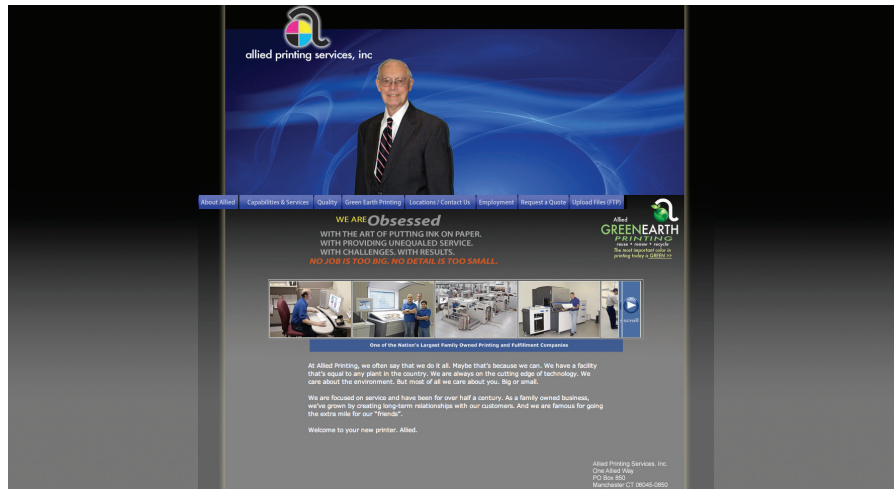 allied printing services, inc
About Allied
Capabilities & Services
Quality
Green Earth Printing
Locations / Contact Us
Employment
Request a Quote
Upload Files (FTP)
WE ARE Obsessed
WITH THE ART OF PUTTING INK ON PAPER.
WITH PROVIDING UNEQUALED SERVICE.
WITH CHALLENGES. WITH RESULTS.
NO JOB IS TOO BIG. NO DETAIL IS TOO SMALL.
Allied
GREENEARTH
PRINTING
reuse • renew • recycle
The most important color in
printing today is GREEN >>
scroll
One of the Nation's Largest Family Owned Printing and Fulfillment Companies
At Allied Printing, we often say that we do it all. Maybe that's because we can. We have a facility
that's equal to any plant in the country. We are always on the cutting edge of technology. We
care about the environment. But most of all we care about you. Big or small.
We are focused on service and have been for over half a century. As a family owned business,
we've grown by creating long-term relationships with our customers. And we are famous for going
the extra mile for our "friends".
Welcome to your new printer. Allied.
Allied Printing Services, Inc.
One Allied Way
PO Box 850
Manchester CT 06045-0850